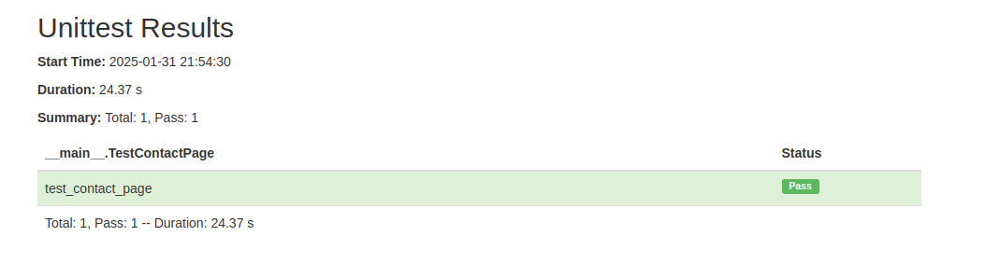 Unittest Results
Start Time: 2025-01-31 21:54:30
Duration: 24.37 s
Summary: Total: 1, Pass: 1
__main__.TestContactPage Status
test_contact_page Pass
Total: 1, Pass: 1 -- Duration: 24.37 s